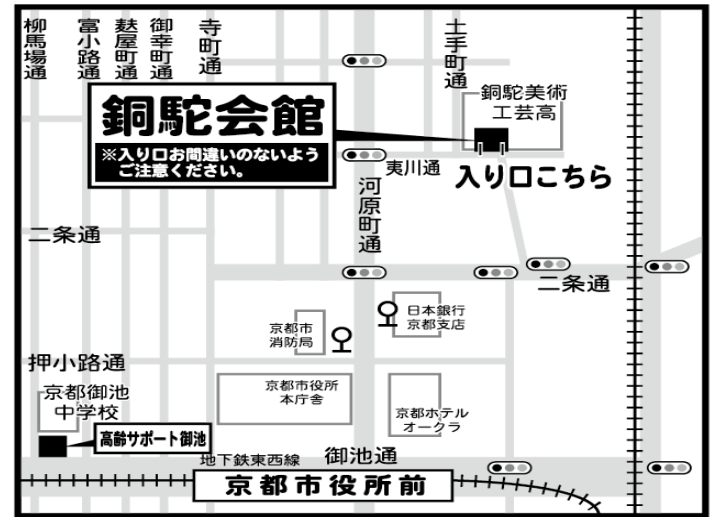 柳馬場通
富小路通
麩屋町通
御幸町通
寺町通
土手町通
銅駝美術
工芸高
銅駝会館
※入り口お間違いのないよう
ご注意ください。
夷川通
入り口こちら
河原町通
二条通
二条通
日本銀行
京都支店
京都市
消防局
押小路通
京都御池
中学校
京都市役所
本庁舎
京都ホテル
オークラ
高齢サポート御池
地下鉄東西線
御池通
京都市役所前